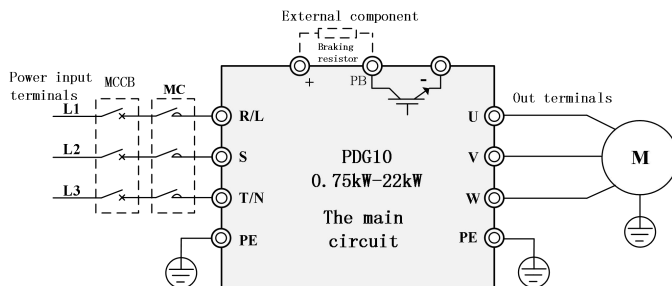 External component
Braking
resistor
+
PB
-
Power input
terminals
MCCB
MC
L1
R/L
L2
S
L3
T/N
PE
PDG10
0.75kW-22kW
The main
circuit
U
V
W
PE
Out terminals
M